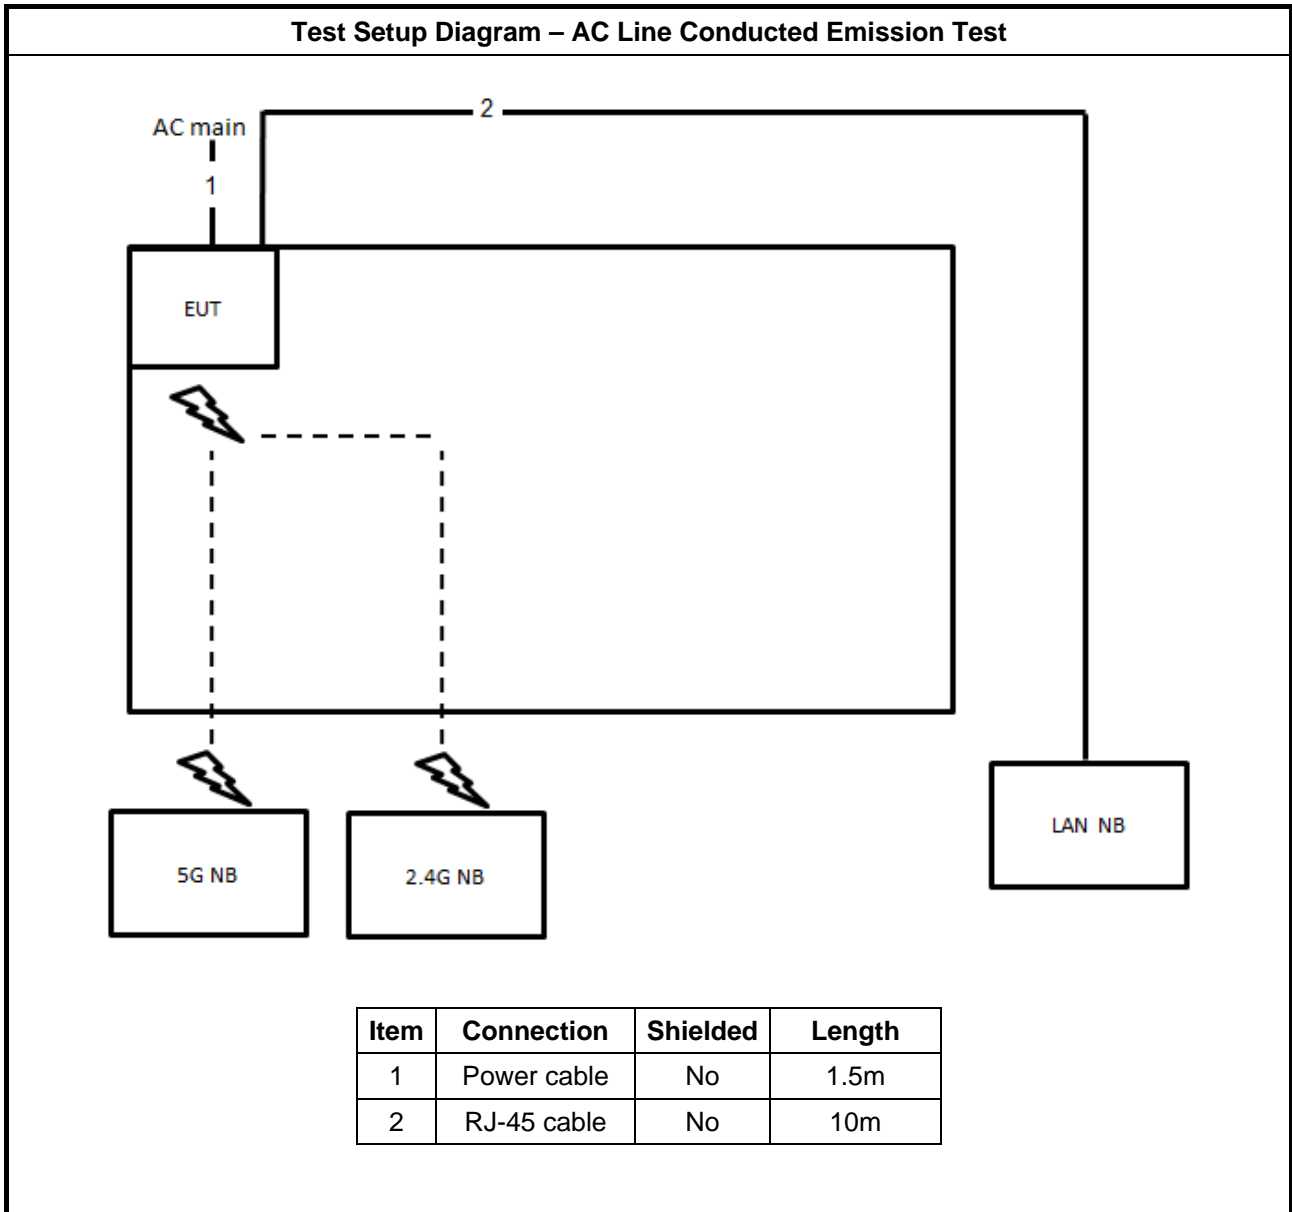 Test Setup Diagram – AC Line Conducted Emission Test
2
AC main
1
EUT
5G NB
2.4G NB
LAN NB
Item Connection Shielded Length
1 Power cable No 1.5m
2 RJ-45 cable No 10m